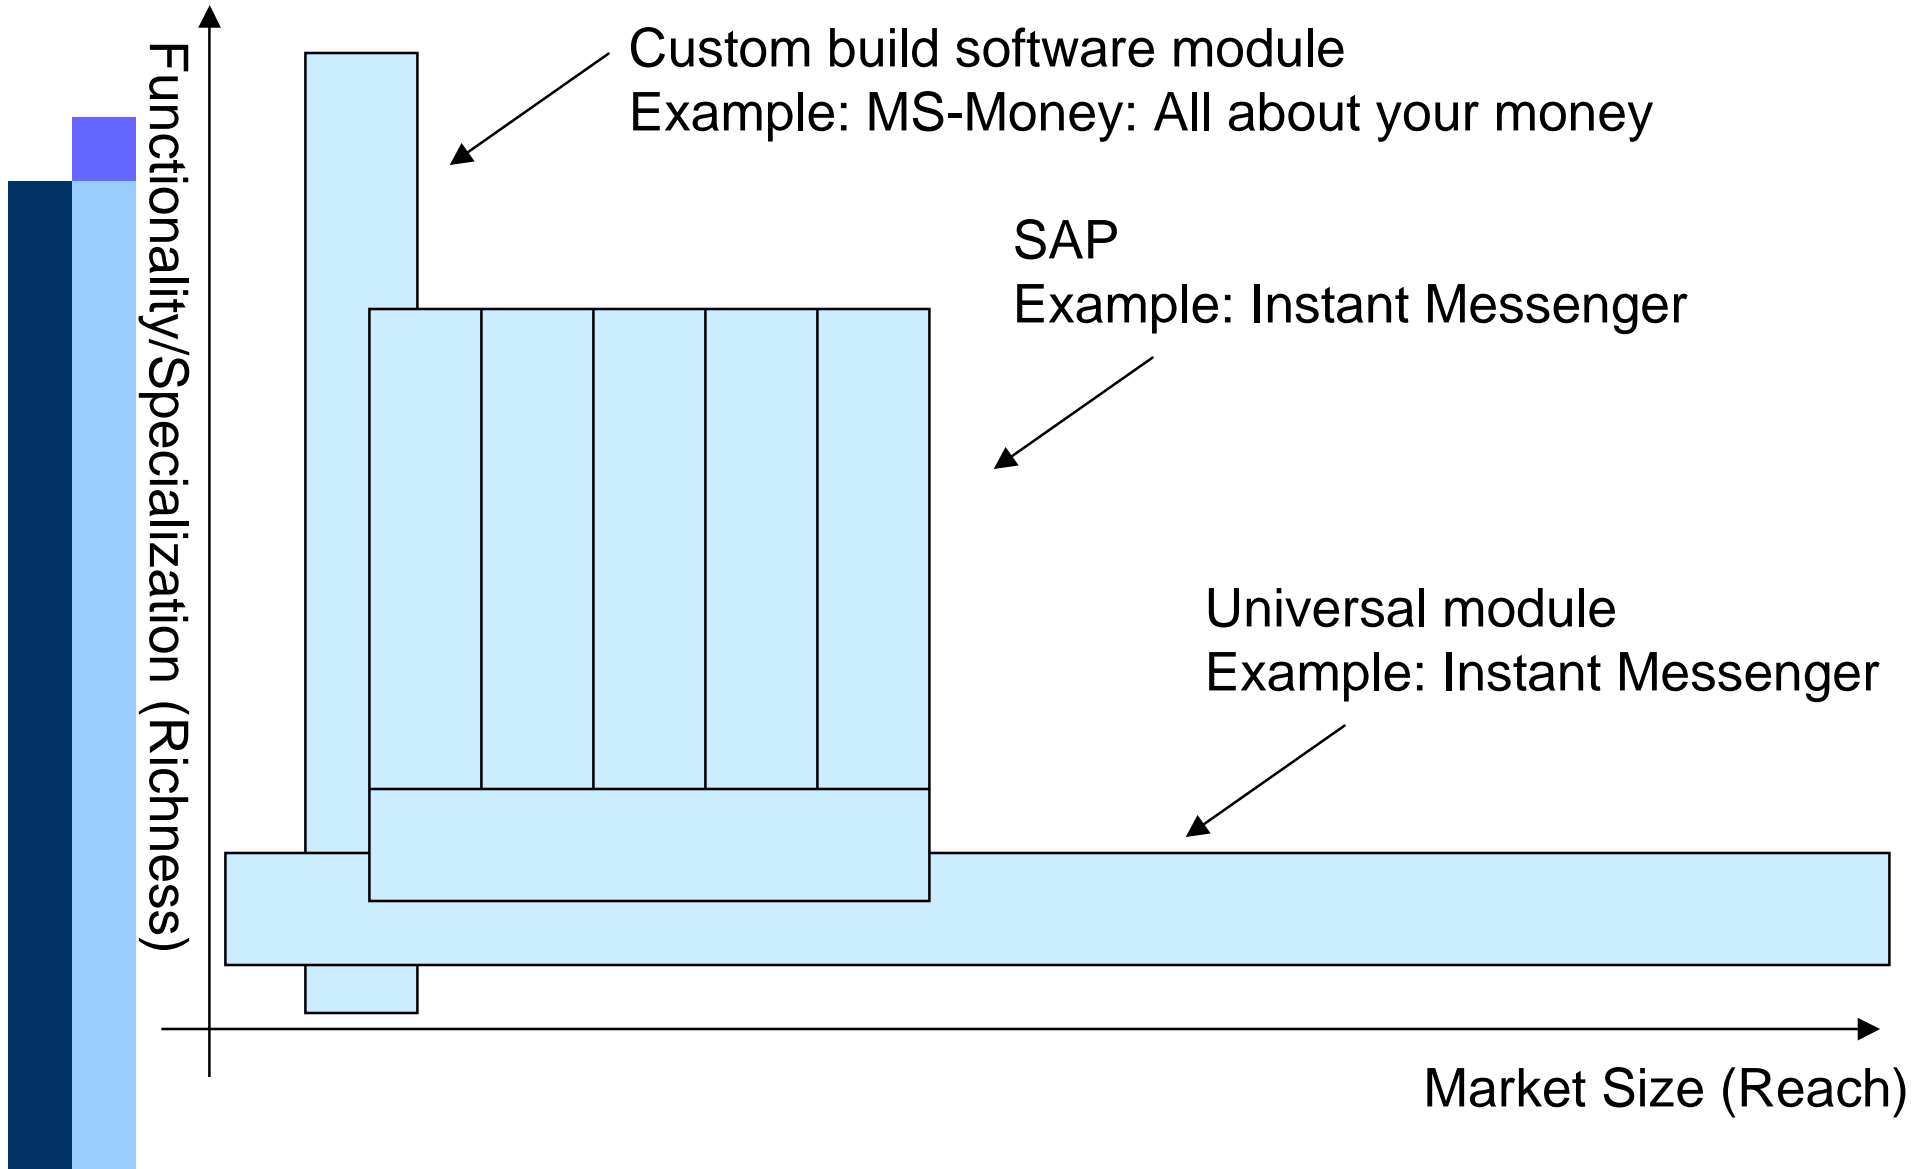 Functionality/Specialization (Richness)
Custom build software module
Example: MS-Money: All about your money
SAP
Example: Instant Messenger
Universal module
Example: Instant Messenger
Market Size (Reach)